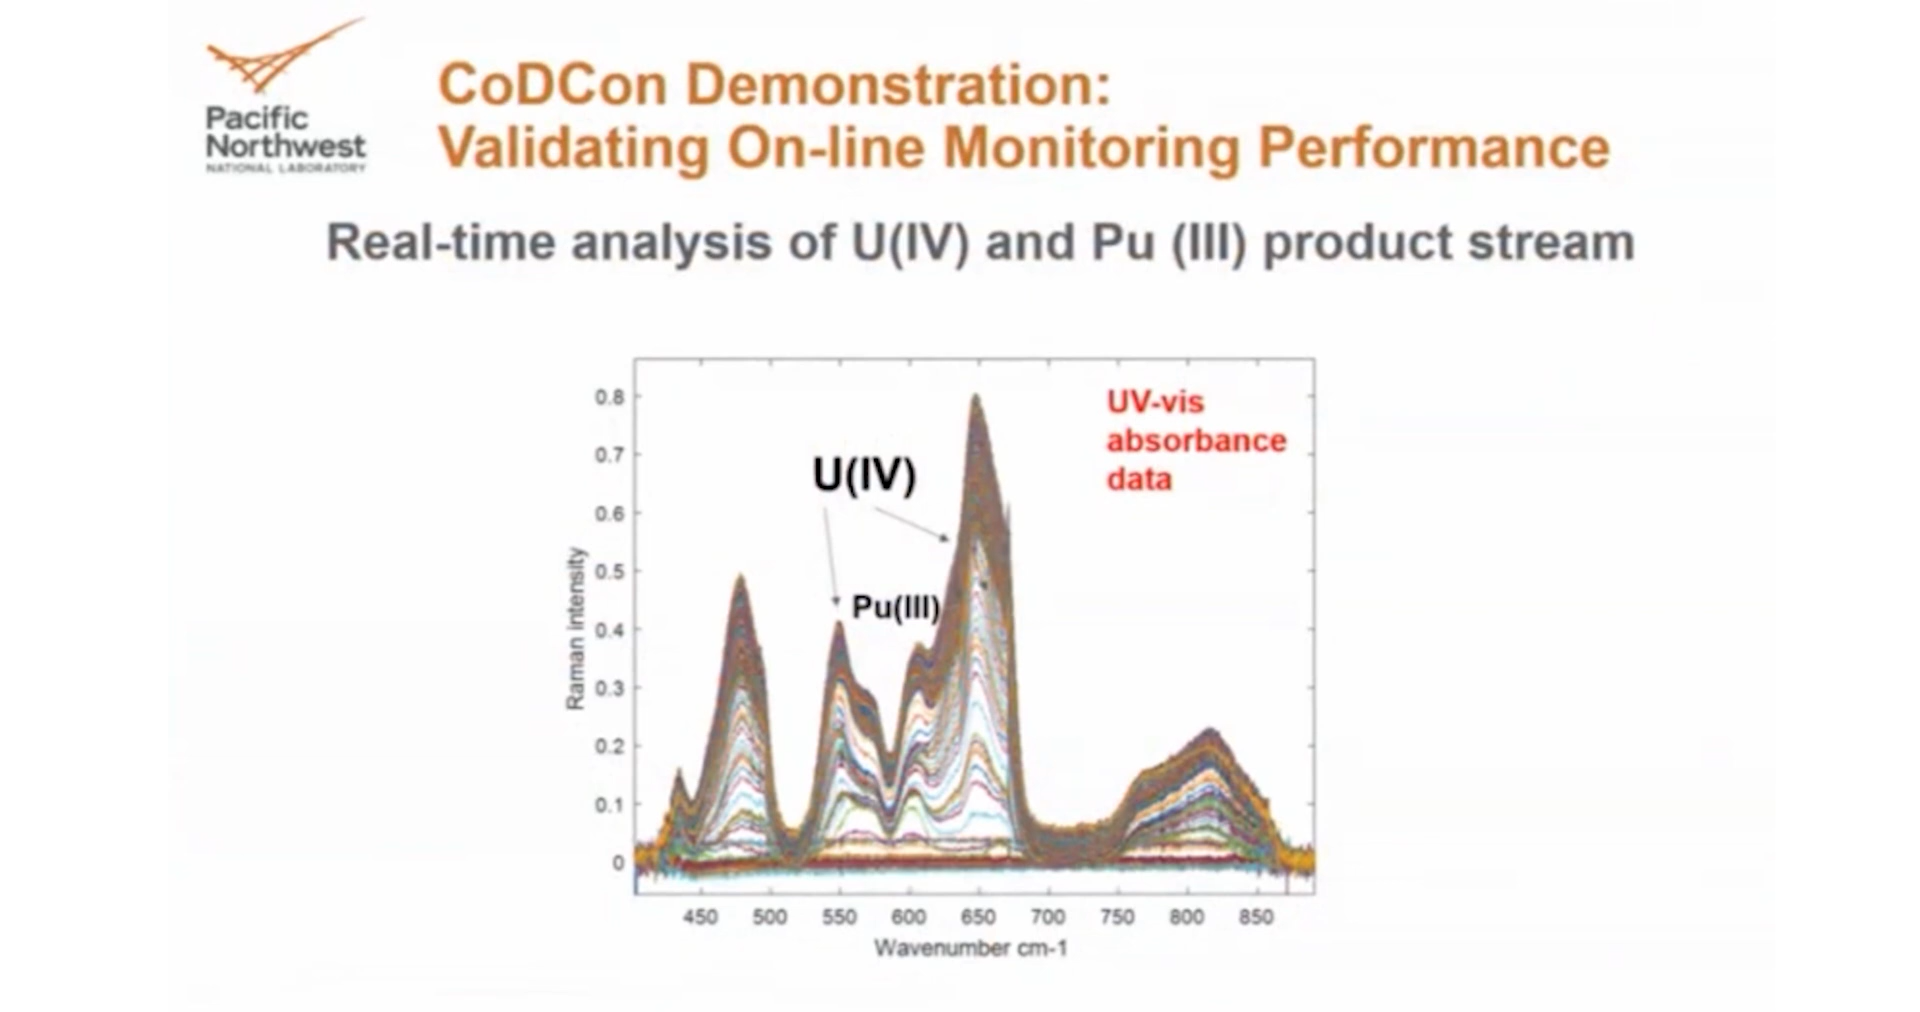 Pacific
Northwest
NATIONAL LABORATORY
CoDCon Demonstration:
Validating On-line Monitoring Performance
Real-time analysis of U(IV) and Pu (III) product stream
UV-vis
absorbance
data
U(IV)
Pu(III)
Raman intensity
0.8
0.7
0.6
0.5
0.4
0.3
0.2
0.1
0
450 500 550 600 650 700 750 800 850
Wavenumber cm-1